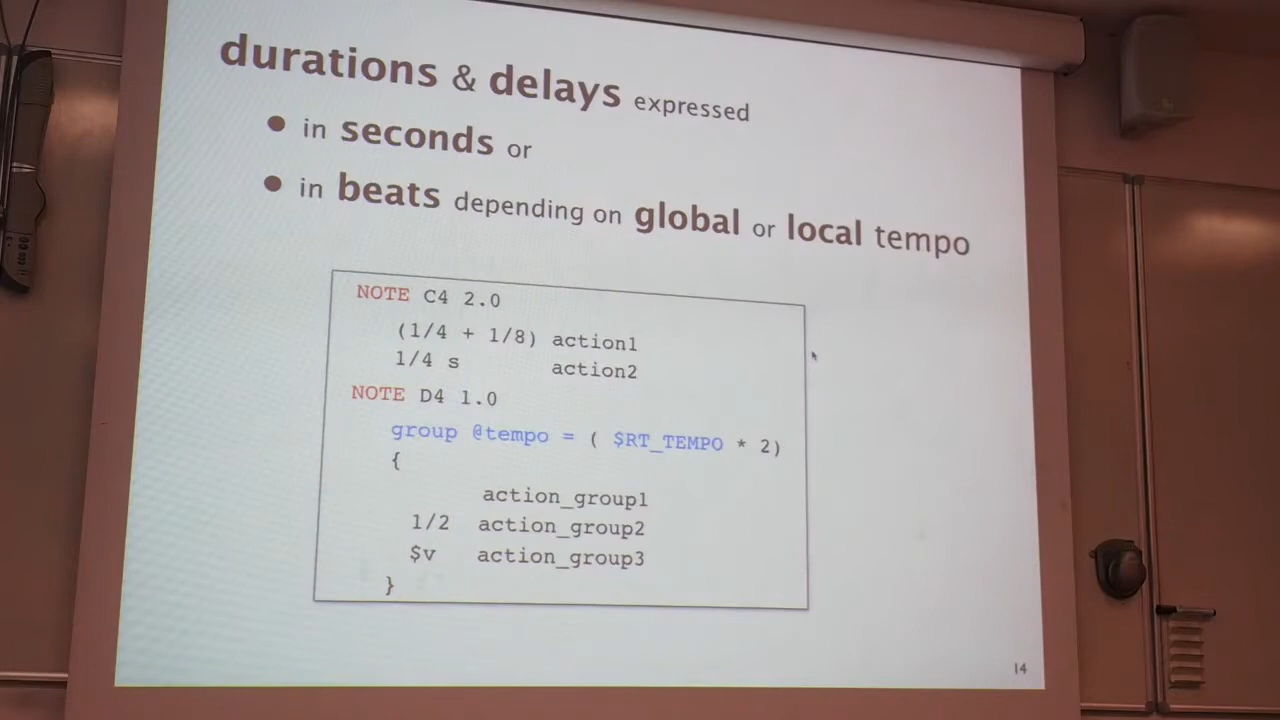 durations & delays expressed
● in seconds or
● in beats depending on global or local tempo
NOTE C4 2.0
(1/4 + 1/8) action1
1/4 s action2
NOTE D4 1.0
group @tempo = ( $RT_TEMPO * 2)
{
action_group1
1/2 action_group2
$v action_group3
}
14